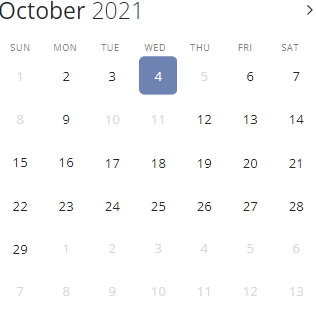 October 2021
SUN MON TUE WED THU FRI SAT
1 2 3 4 5 6 7
8 9 10 11 12 13 14
15 16 17 18 19 20 21
22 23 24 25 26 27 28
29 1 2 3 4 5 6
7 8 9 10 11 12 13